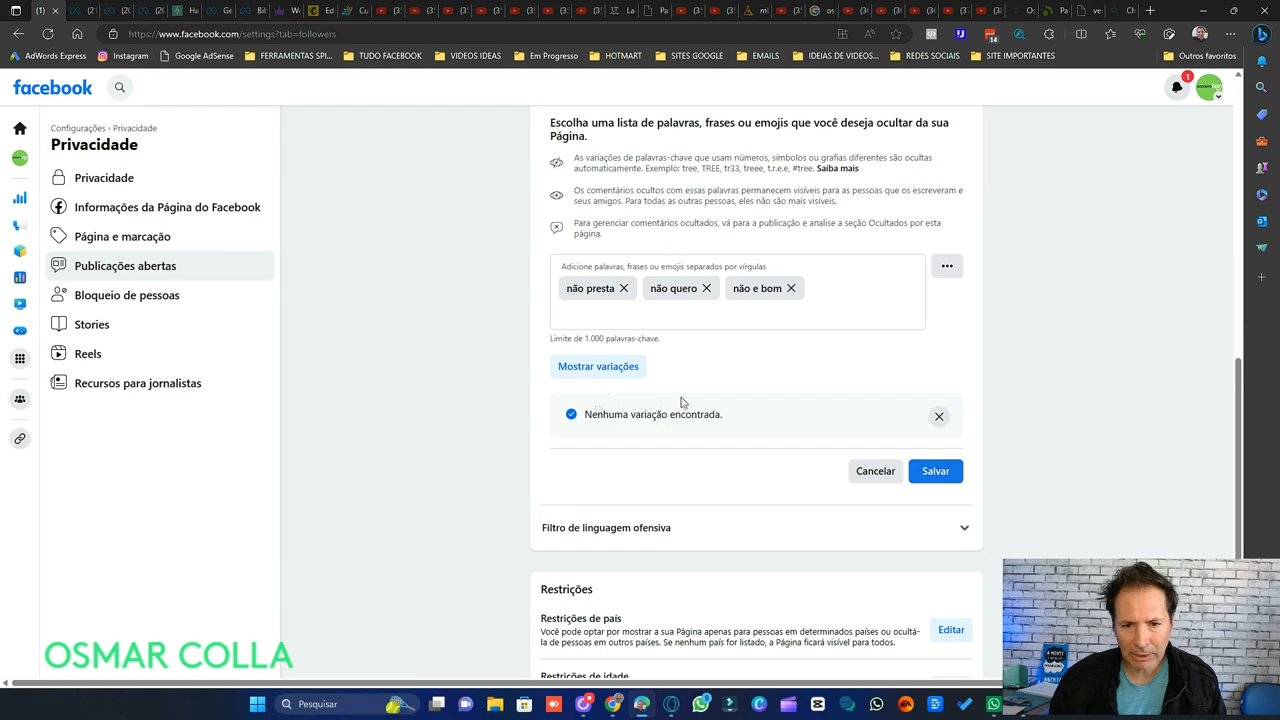 https://www.facebook.com/settings?tab=followers
AdWords Express
Instagram
Google AdSense
FERRAMENTAS SPI...
TUDO FACEBOOK
VIDEOS IDEAS
Em Progresso
HOTMART
SITES GOOGLE
EMAILS
IDEIAS DE VIDEOS...
REDES SOCIAIS
SITE IMPORTANTES
Outros favoritos
facebook
1
Configurações › Privacidade
Privacidade
Privacidade
Informações da Página do Facebook
Página e marcação
Publicações abertas
Bloqueio de pessoas
Stories
Reels
Recursos para jornalistas
Escolha uma lista de palavras, frases ou emojis que você deseja ocultar da sua
Página.
As variações de palavras-chave que usam números, símbolos ou grafias diferentes são ocultas
automaticamente. Exemplo: tree, TREE, tr33, treee, t.r.e.e, #tree. Saiba mais
Os comentários ocultos com essas palavras permanecem visíveis para as pessoas que os escreveram e
seus amigos. Para todas as outras pessoas, eles não são mais visíveis.
Para gerenciar comentários ocultados, vá para a publicação e analise a seção Ocultados por esta
página.
Adicione palavras, frases ou emojis separados por vírgulas
não presta
não quero
não e bom
Limite de 1.000 palavras-chave.
Mostrar variações
Nenhuma variação encontrada.
Cancelar
Salvar
Filtro de linguagem ofensiva
Restrições
Restrições de país
Você pode optar por mostrar a sua Página apenas para pessoas em determinados países ou ocultá-
la de pessoas em outros países. Se nenhum país for listado, a Página ficará visível para todos.
Editar
Restrições de idade
OSMAR COLLA
Pesquisar